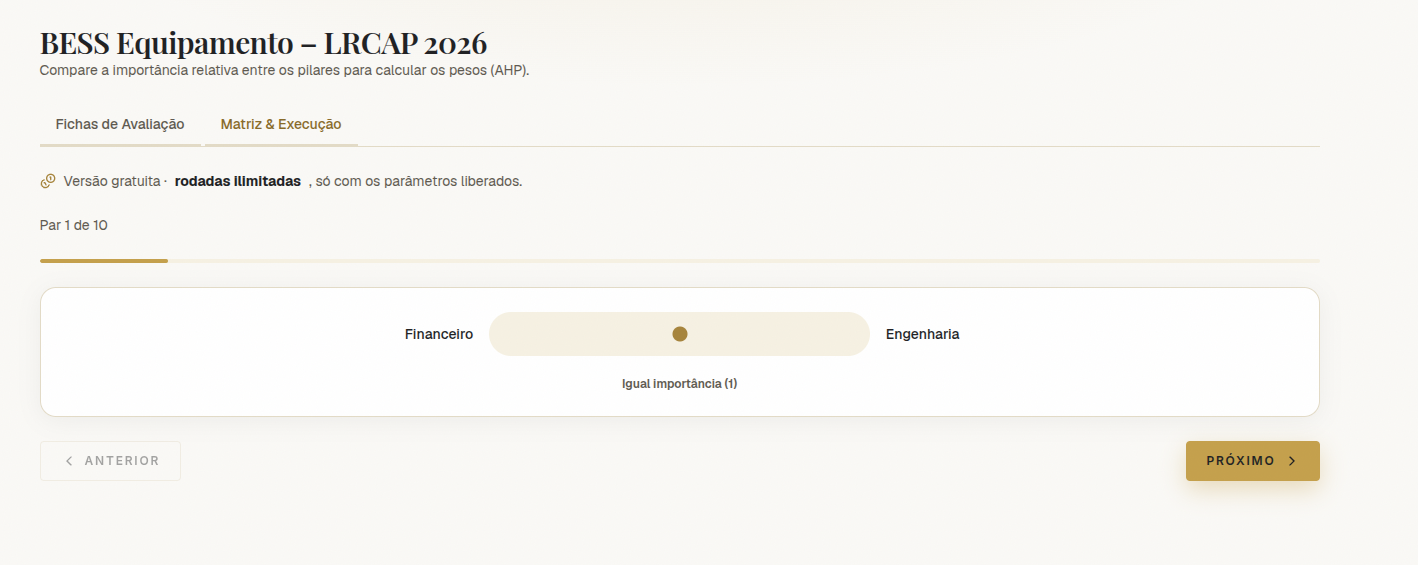 BESS Equipamento – LRCAP 2026
Compare a importância relativa entre os pilares para calcular os pesos (AHP).
Fichas de Avaliação
Matriz & Execução
Versão gratuita · rodadas ilimitadas , só com os parâmetros liberados.
Par 1 de 10
Financeiro
Engenharia
Igual importância (1)
ANTERIOR
PRÓXIMO